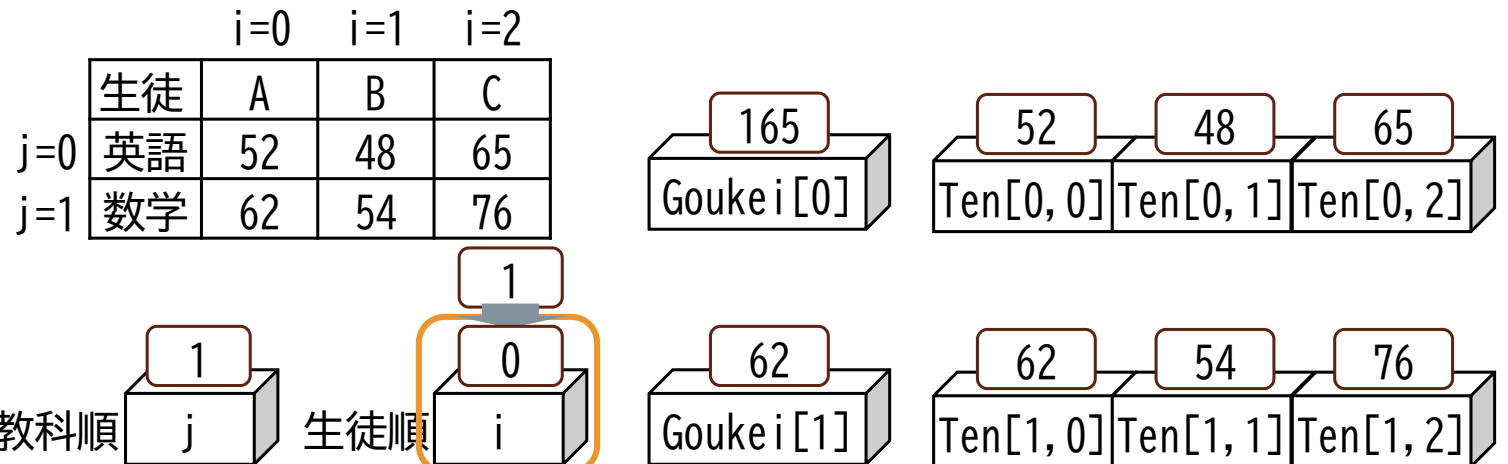 i=0 i=1 i=2
生徒 A B C
j=0 英語 52 48 65
j=1 数学 62 54 76
165
Goukei[0]
52 48 65
Ten[0,0] Ten[0,1] Ten[0,2]
1
教科順 1 j
生徒順 0 i
62
Goukei[1]
62 54 76
Ten[1,0] Ten[1,1] Ten[1,2]